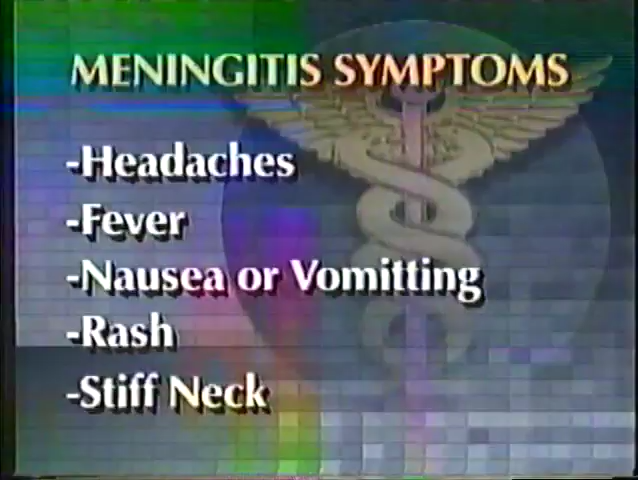 MENINGITIS SYMPTOMS
-Headaches
-Fever
-Nausea or Vomitting
-Rash
-Stiff Neck